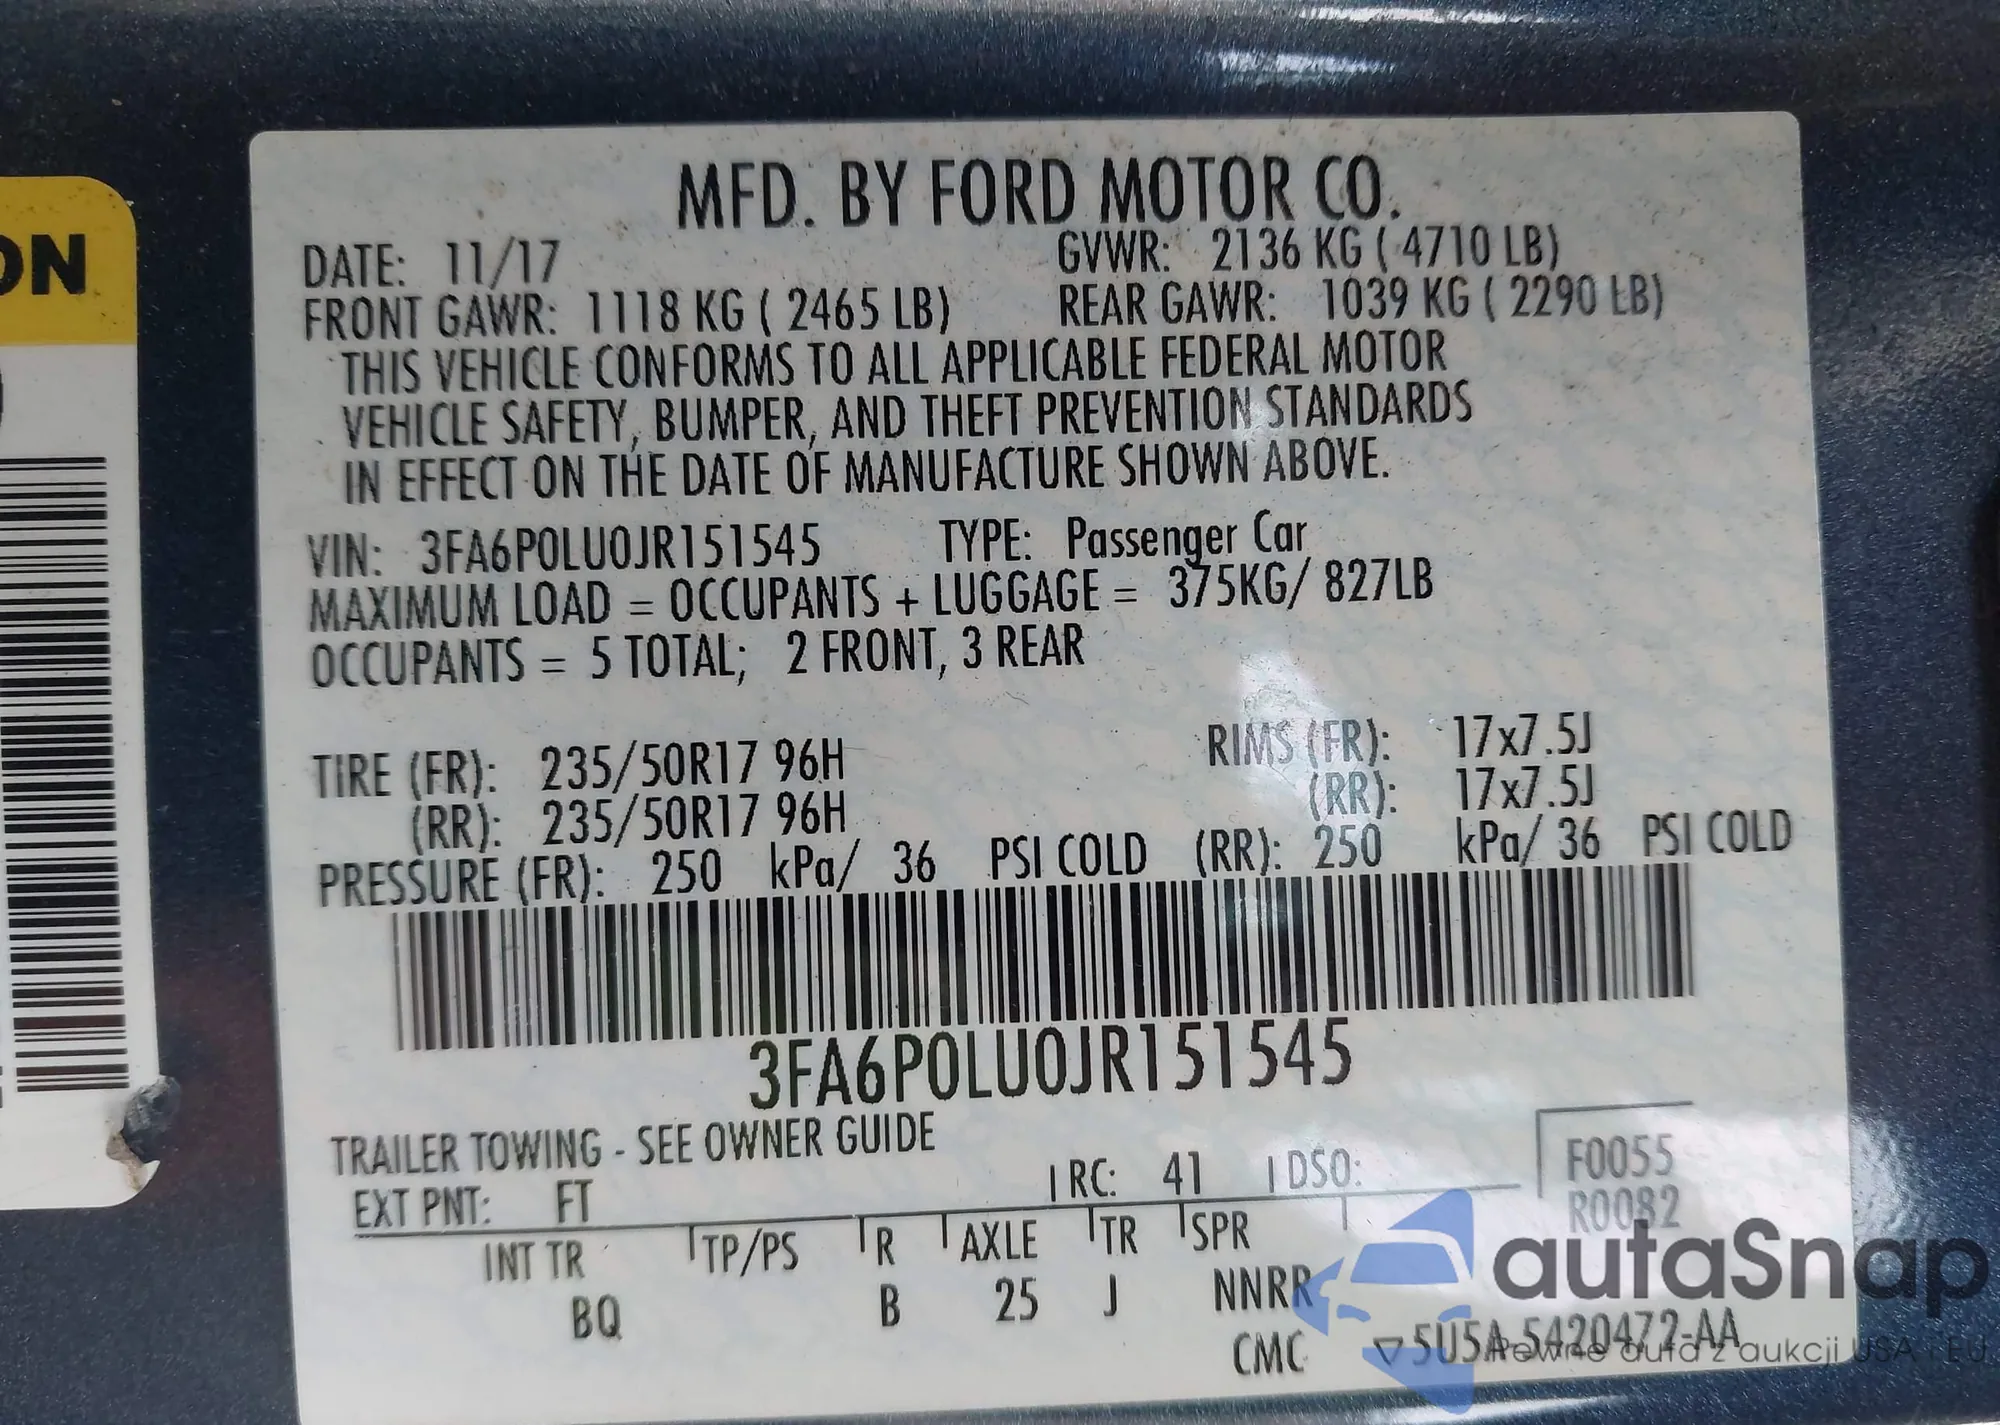 ON
MFD. BY FORD MOTOR CO.
DATE: 11/17 GVWR: 2136 KG ( 4710 LB)
FRONT GAWR: 1118 KG ( 2465 LB) REAR GAWR: 1039 KG ( 2290 LB)
THIS VEHICLE CONFORMS TO ALL APPLICABLE FEDERAL MOTOR
VEHICLE SAFETY, BUMPER, AND THEFT PREVENTION STANDARDS
IN EFFECT ON THE DATE OF MANUFACTURE SHOWN ABOVE.
VIN: 3FA6P0LU0JR151545 TYPE: Passenger Car
MAXIMUM LOAD = OCCUPANTS + LUGGAGE = 375KG/ 827LB
OCCUPANTS = 5 TOTAL; 2 FRONT, 3 REAR
TIRE (FR): 235/50R17 96H RIMS (FR): 17x7.5J
(RR): 235/50R17 96H (RR): 17x7.5J
PRESSURE (FR): 250 kPa/ 36 PSI COLD (RR): 250 kPa/ 36 PSI COLD
3FA6P0LU0JR151545
TRAILER TOWING - SEE OWNER GUIDE
EXT PNT: FT RC: 41 DSO: F0055
R0082
INT TR TP/PS R AXLE TR SPR
BQ B 25 J NNRR
CMC ▽5U5A-5420472-AA
autaSnap
Pewne auta z aukcji USA i EU